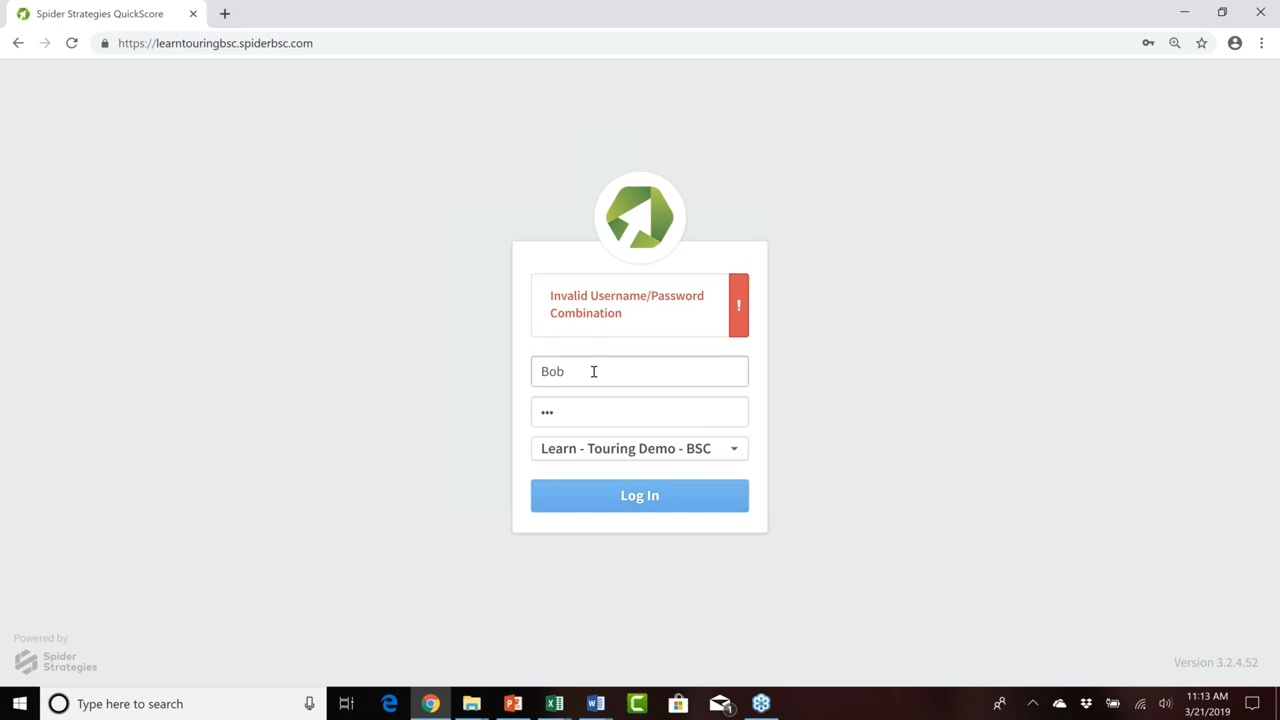 Spider Strategies QuickScore
https://learntouringbsc.spiderbsc.com
Invalid Username/Password
Combination
!
Bob
•••
Learn - Touring Demo - BSC
Log In
Powered by
Spider
Strategies
Version 3.2.4.52
Type here to search
1
11:13 AM
3/21/2019